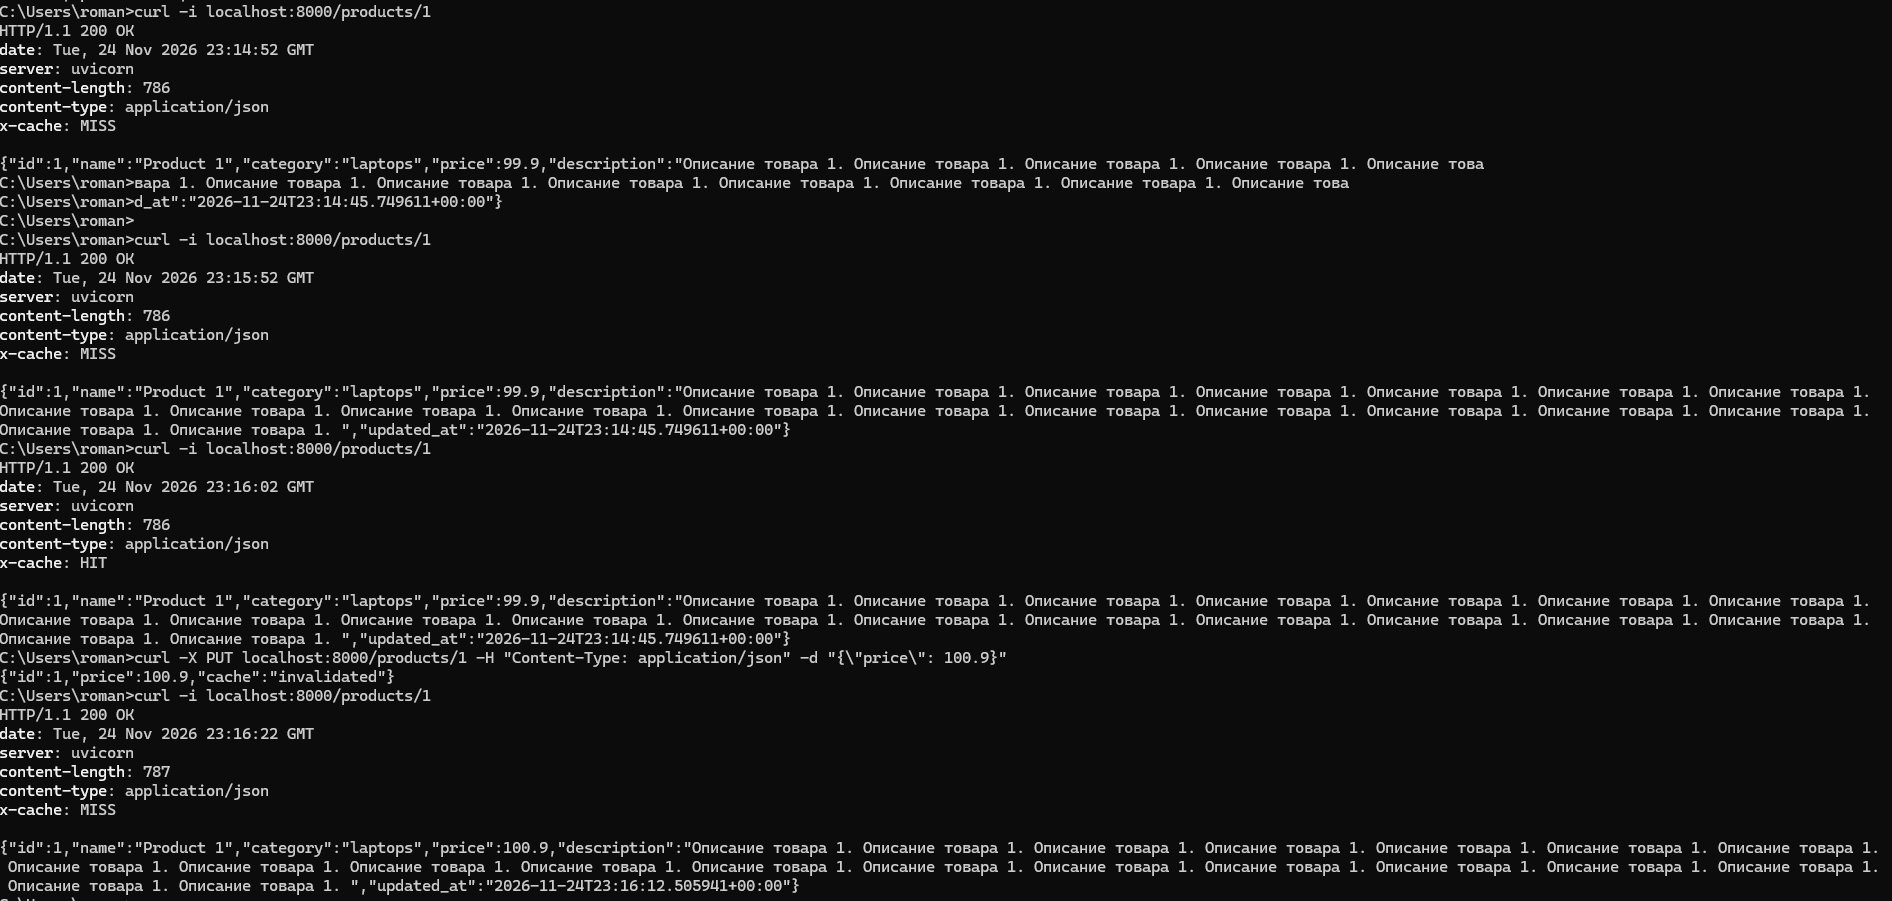 C:\Users\roman>curl -i localhost:8000/products/1
HTTP/1.1 200 OK
date: Tue, 24 Nov 2026 23:14:52 GMT
server: uvicorn
content-length: 786
content-type: application/json
x-cache: MISS
{"id":1,"name":"Product 1","category":"laptops","price":99.9,"description":"Описание товара 1. Описание товара 1. Описание товара 1. Описание товара 1. Описание това
C:\Users\roman>вара 1. Описание товара 1. Описание товара 1. Описание товара 1. Описание товара 1. Описание товара 1. Описание товара 1. Описание това
C:\Users\roman>d_at":"2026-11-24T23:14:45.749611+00:00"}
C:\Users\roman>
C:\Users\roman>curl -i localhost:8000/products/1
HTTP/1.1 200 OK
date: Tue, 24 Nov 2026 23:15:52 GMT
server: uvicorn
content-length: 786
content-type: application/json
x-cache: MISS
{"id":1,"name":"Product 1","category":"laptops","price":99.9,"description":"Описание товара 1. Описание товара 1. Описание товара 1. Описание товара 1. Описание товара 1. Описание товара 1. Описание товара 1.
Описание товара 1. Описание товара 1. Описание товара 1. Описание товара 1. Описание товара 1. Описание товара 1. Описание товара 1. Описание товара 1. Описание товара 1. Описание товара 1. Описание товара 1.
Описание товара 1. Описание товара 1. ","updated_at":"2026-11-24T23:14:45.749611+00:00"}
C:\Users\roman>curl -i localhost:8000/products/1
HTTP/1.1 200 OK
date: Tue, 24 Nov 2026 23:16:02 GMT
server: uvicorn
content-length: 786
content-type: application/json
x-cache: HIT
{"id":1,"name":"Product 1","category":"laptops","price":99.9,"description":"Описание товара 1. Описание товара 1. Описание товара 1. Описание товара 1. Описание товара 1. Описание товара 1. Описание товара 1.
Описание товара 1. Описание товара 1. Описание товара 1. Описание товара 1. Описание товара 1. Описание товара 1. Описание товара 1. Описание товара 1. Описание товара 1. Описание товара 1. Описание товара 1.
Описание товара 1. Описание товара 1. ","updated_at":"2026-11-24T23:14:45.749611+00:00"}
C:\Users\roman>curl -X PUT localhost:8000/products/1 -H "Content-Type: application/json" -d "{\"price\": 100.9}"
{"id":1,"price":100.9,"cache":"invalidated"}
C:\Users\roman>curl -i localhost:8000/products/1
HTTP/1.1 200 OK
date: Tue, 24 Nov 2026 23:16:22 GMT
server: uvicorn
content-length: 787
content-type: application/json
x-cache: MISS
{"id":1,"name":"Product 1","category":"laptops","price":100.9,"description":"Описание товара 1. Описание товара 1. Описание товара 1. Описание товара 1. Описание товара 1. Описание товара 1. Описание товара 1.
Описание товара 1. Описание товара 1. Описание товара 1. Описание товара 1. Описание товара 1. Описание товара 1. Описание товара 1. Описание товара 1. Описание товара 1. Описание товара 1. Описание товара 1.
Описание товара 1. Описание товара 1. ","updated_at":"2026-11-24T23:16:12.505941+00:00"}